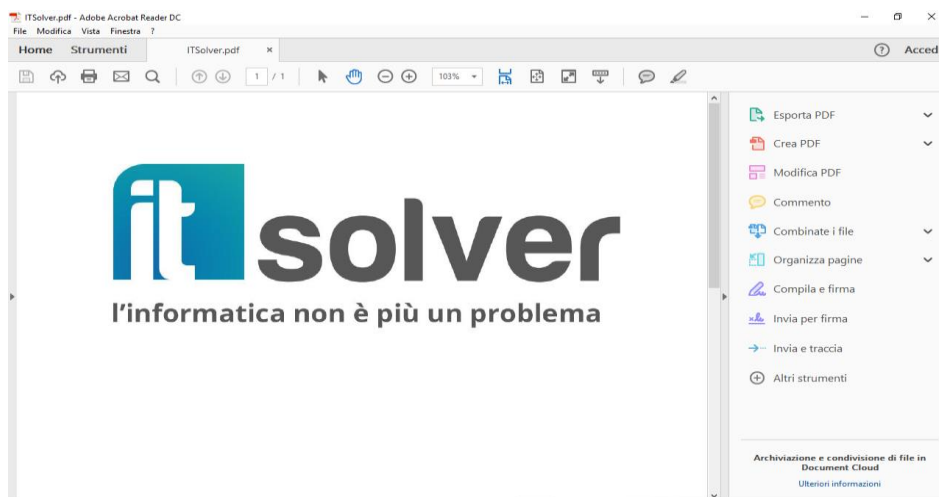 ITSolver.pdf - Adobe Acrobat Reader DC
File Modifica Vista Finestra ?
Home Strumenti ITSolver.pdf × ? Acced
1 / 1 103%
Esporta PDF
Crea PDF
Modifica PDF
Commento
Combinate i file
Organizza pagine
Compila e firma
Invia per firma
Invia e traccia
Altri strumenti
it solver
l'informatica non è più un problema
Archiviazione e condivisione di file in
Document Cloud
Ulteriori informazioni